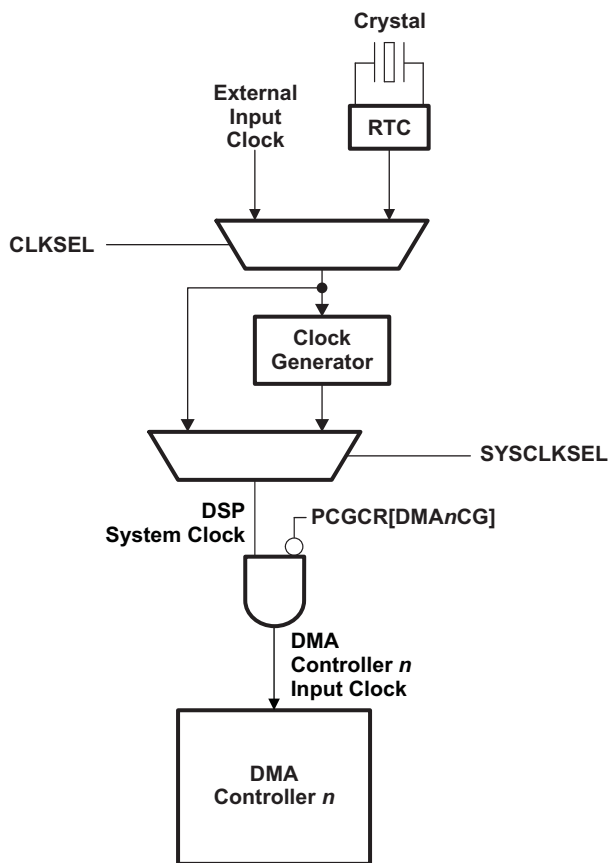 Crystal
External
Input
Clock
RTC
CLKSEL
Clock
Generator
SYSCLKSEL
DSP
System Clock
PCGCR[DMAnCG]
DMA
Controller n
Input Clock
DMA
Controller n